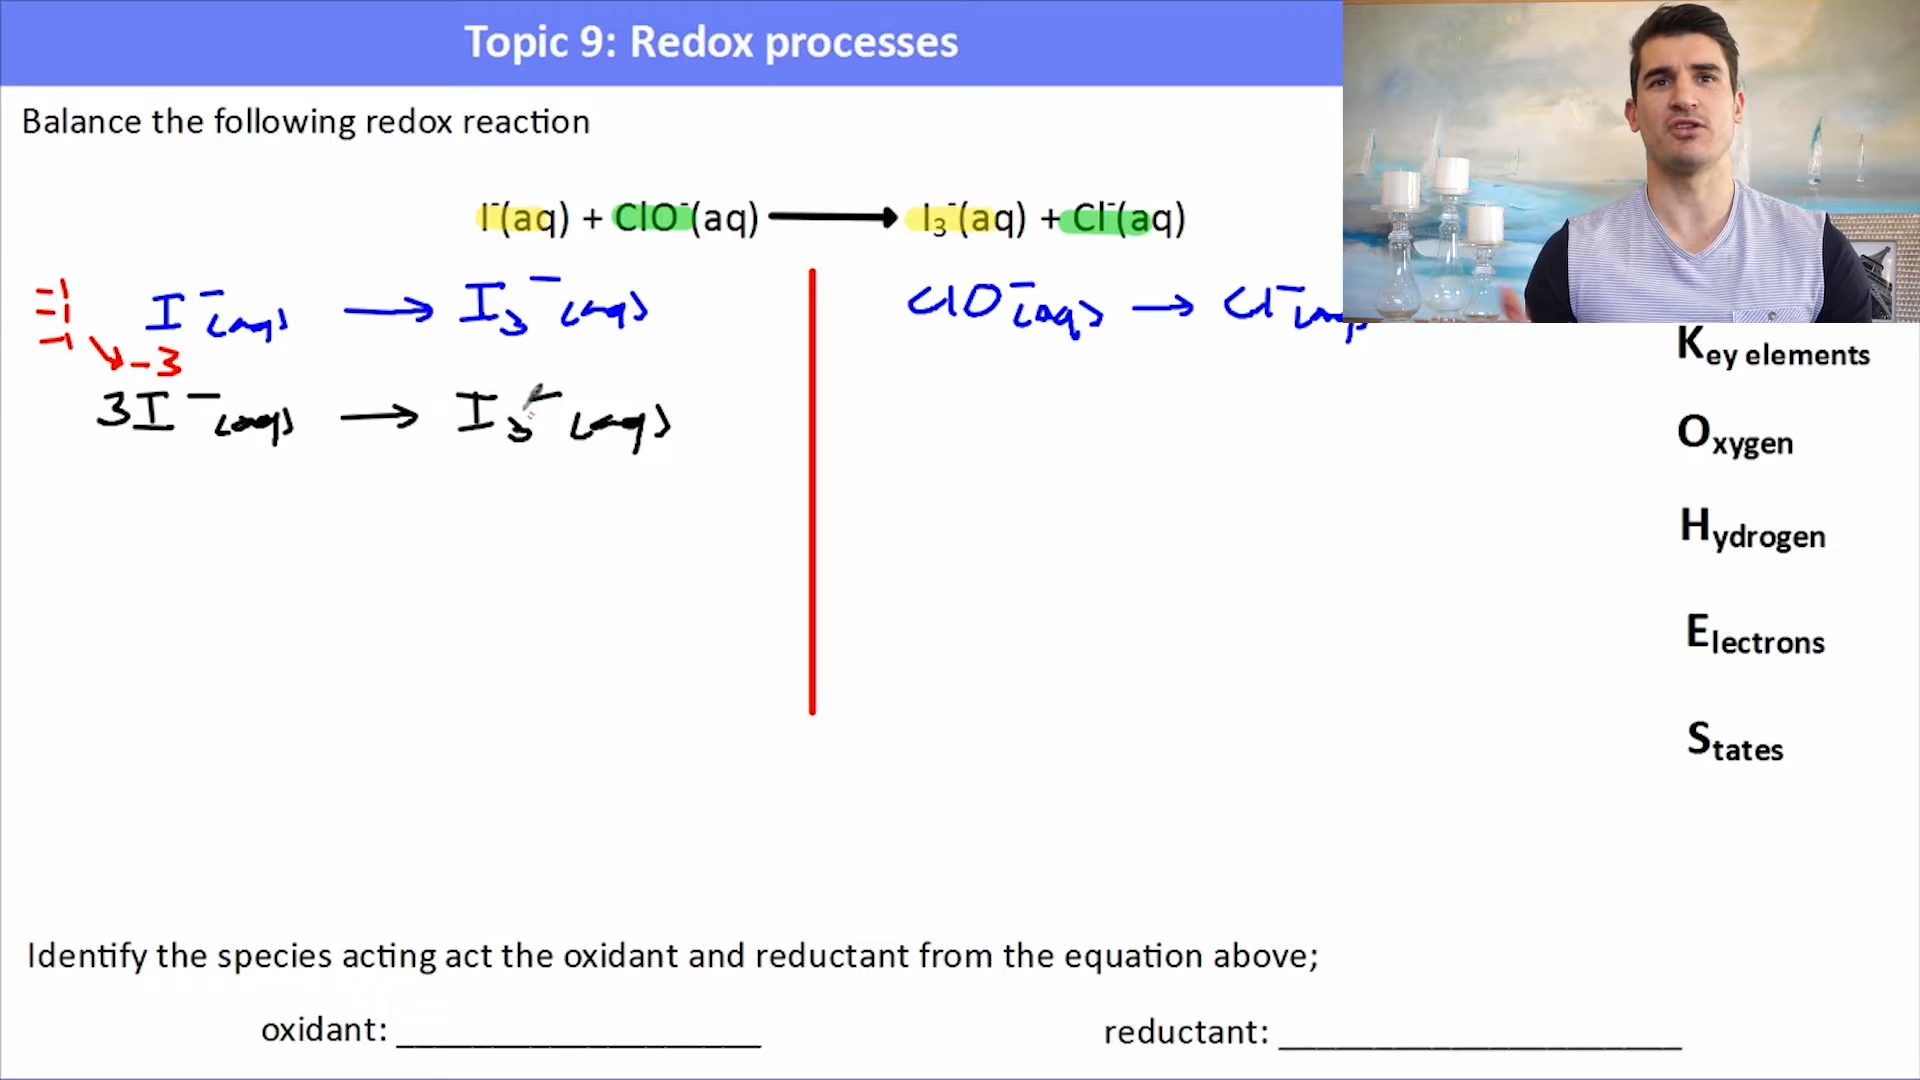 Topic 9: Redox processes
Balance the following redox reaction
I⁻(aq) + ClO⁻(aq) ⟶ I₃⁻(aq) + Cl⁻(aq)
-1
-1
-1
I⁻(aq) → I₃⁻(aq)
ClO⁻(aq) → Cl⁻(aq)
-3
3I⁻(aq) → I₃⁻(aq)
Key elements
Oxygen
Hydrogen
Electrons
States
Identify the species acting act the oxidant and reductant from the equation above;
oxidant: ____________________ reductant: ______________________